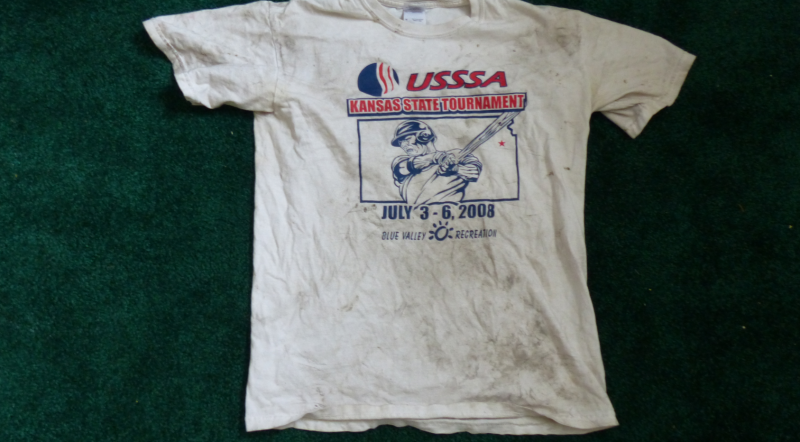 USSSA
KANSAS STATE TOURNAMENT
JULY 3 - 6, 2008
BLUE VALLEY RECREATION